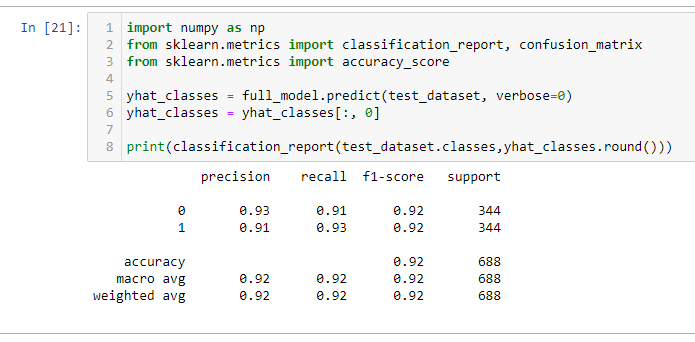 In [21]:
1 import numpy as np
2 from sklearn.metrics import classification_report, confusion_matrix
3 from sklearn.metrics import accuracy_score
4
5 yhat_classes = full_model.predict(test_dataset, verbose=0)
6 yhat_classes = yhat_classes[:, 0]
7
8 print(classification_report(test_dataset.classes,yhat_classes.round()))
precision recall f1-score support
0 0.93 0.91 0.92 344
1 0.91 0.93 0.92 344
accuracy 0.92 688
macro avg 0.92 0.92 0.92 688
weighted avg 0.92 0.92 0.92 688